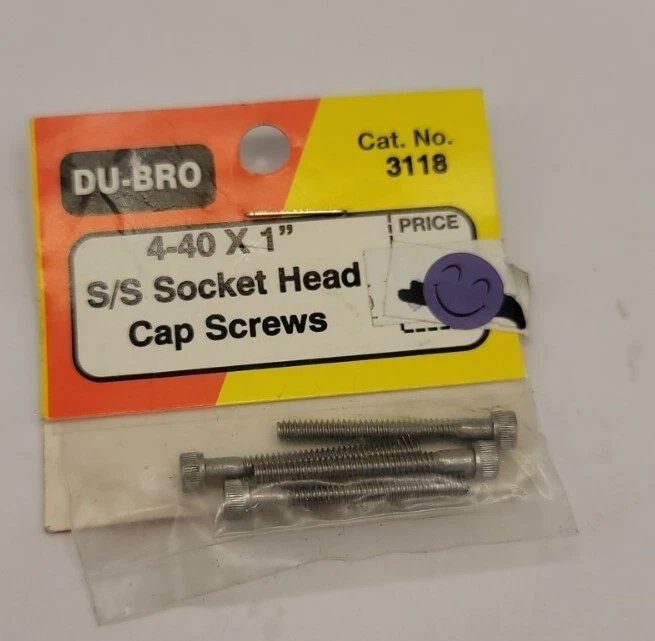 DU-BRO
Cat. No.
3118
4-40 X 1”
PRICE
S/S Socket Head
Cap Screws